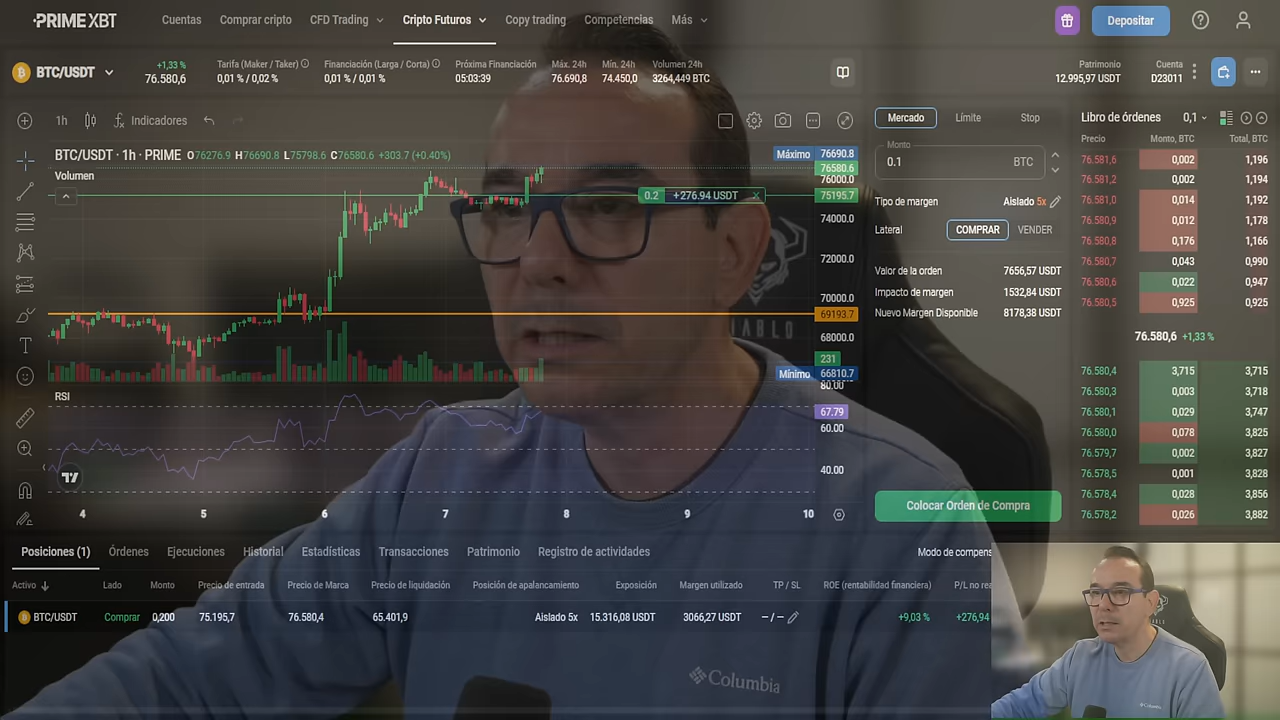 PRIME XBT
Cuentas Comprar cripto CFD Trading Cripto Futuros Copy trading Competencias Más
Depositar
BTC/USDT
+1,33 %
76.580,6
Tarifa (Maker / Taker)
0,01 % / 0,02 %
Financiación (Larga / Corta)
0,01 % / 0,01 %
Próxima Financiación
05:03:39
Máx. 24h
76.690,8
Mín. 24h
74.450,0
Volumen 24h
3264,449 BTC
Patrimonio
12.995,97 USDT
Cuenta
D23011
1h Indicadores
BTC/USDT · 1h · PRIME O76276.9 H76690.8 L75798.6 C76580.6 +303.7 (+0.40%)
Volumen
Máximo 76690.8
76580.6
76000.0
0.2 +276.94 USDT
75195.7
74000.0
72000.0
70000.0
69193.7
68000.0
231
Mínimo 66810.7
80.00
RSI
67.79
60.00
40.00
4 5 6 7 8 9 10
Mercado Límite Stop
Monto
0.1 BTC
Tipo de margen Aislado 5x
Lateral COMPRAR VENDER
Valor de la orden 7656,57 USDT
Impacto de margen 1532,84 USDT
Nuevo Margen Disponible 8178,38 USDT
Colocar Orden de Compra
Libro de órdenes 0,1
Precio Monto, BTC Total, BTC
76.581,6 0,002 1,196
76.581,2 0,002 1,194
76.581,0 0,014 1,192
76.580,9 0,012 1,178
76.580,8 0,176 1,166
76.580,7 0,043 0,990
76.580,6 0,022 0,947
76.580,5 0,925 0,925
76.580,6 +1,33 %
76.580,4 3,715 3,715
76.580,3 0,003 3,718
76.580,1 0,029 3,747
76.580,0 0,078 3,825
76.579,7 0,002 3,827
76.578,5 0,001 3,828
76.578,4 0,028 3,856
76.578,2 0,026 3,882
Posiciones (1) Órdenes Ejecuciones Historial Estadísticas Transacciones Patrimonio Registro de actividades Modo de compens
Activo Lado Monto Precio de entrada Precio de Marca Precio de liquidación Posición de apalancamiento Exposición Margen utilizado TP / SL ROE (rentabilidad financiera) P/L no rea
BTC/USDT Comprar 0,200 75.195,7 76.580,4 65.401,9 Aislado 5x 15.316,08 USDT 3066,27 USDT – / – +9,03 % +276,94
Columbia
Columbia